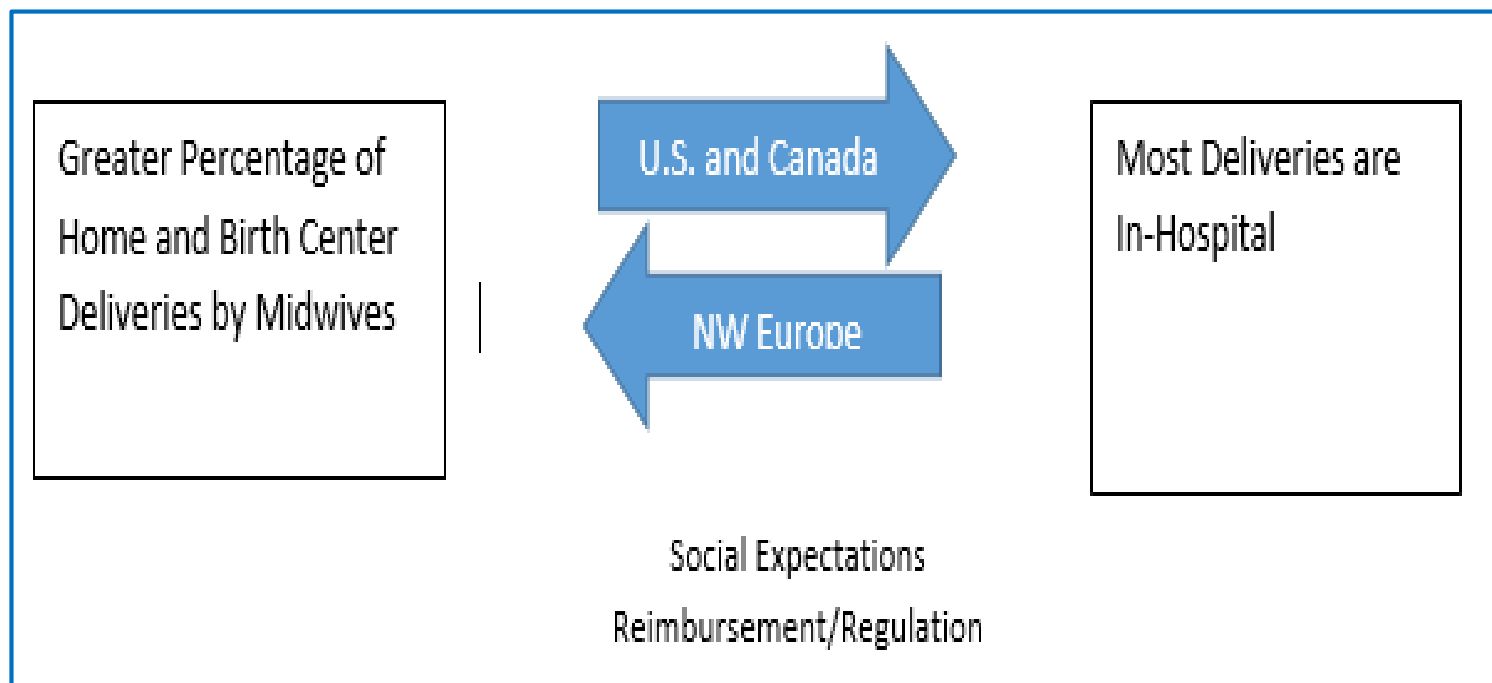 Greater Percentage of
Home and Birth Center
Deliveries by Midwives
U.S. and Canada
NW Europe
Most Deliveries are
In-Hospital
Social Expectations
Reimbursement/Regulation